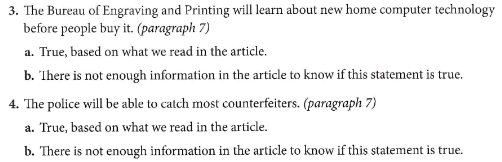 3. The Bureau of Engraving and Printing will learn about new home computer technology
before people buy it. (paragraph 7)
a. True, based on what we read in the article.
b. There is not enough information in the article to know if this statement is true.
4. The police will be able to catch most counterfeiters. (paragraph 7)
a. True, based on what we read in the article.
b. There is not enough information in the article to know if this statement is true.